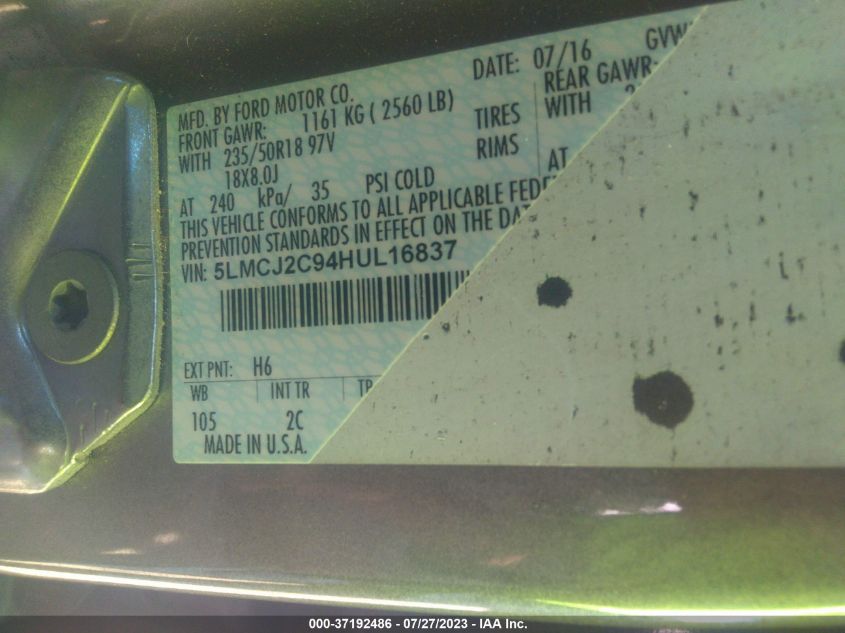 MFD. BY FORD MOTOR CO.
DATE: 07/16
FRONT GAWR: 1161 KG ( 2560 LB)
REAR GAWR:
WITH 235/50R18 97V TIRES WITH
18X8.0J RIMS
AT 240 kPa/ 35 PSI COLD AT
THIS VEHICLE CONFORMS TO ALL APPLICABLE
PREVENTION STANDARDS IN EFFECT ON THE
VIN: 5LMCJ2C94HUL16837
EXT PNT: H6
WB INT TR
105 2C
MADE IN U.S.A.
000-37192486 / 07/27/2023 - IAA Inc.